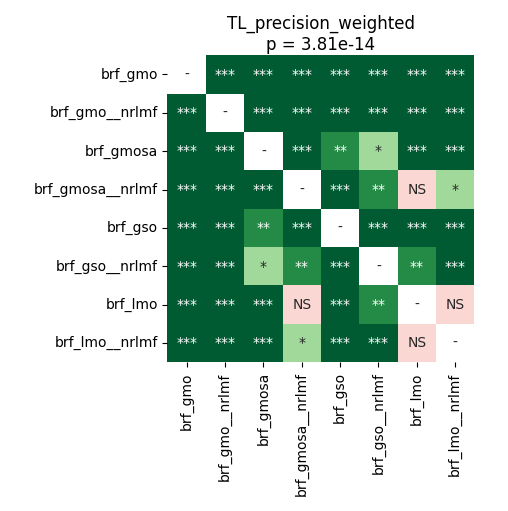 TL_precision_weighted
p = 3.81e-14
brf_gmo - *** *** *** *** *** *** ***
brf_gmo__nrlmf *** - *** *** *** *** *** ***
brf_gmosa *** *** - *** ** * *** ***
brf_gmosa__nrlmf *** *** *** - *** ** NS *
brf_gso *** *** ** *** - *** *** ***
brf_gso__nrlmf *** *** * ** *** - ** ***
brf_lmo *** *** *** NS *** ** - NS
brf_lmo__nrlmf *** *** *** * *** *** NS -
brf_gmo
brf_gmo__nrlmf
brf_gmosa
brf_gmosa__nrlmf
brf_gso
brf_gso__nrlmf
brf_lmo
brf_lmo__nrlmf